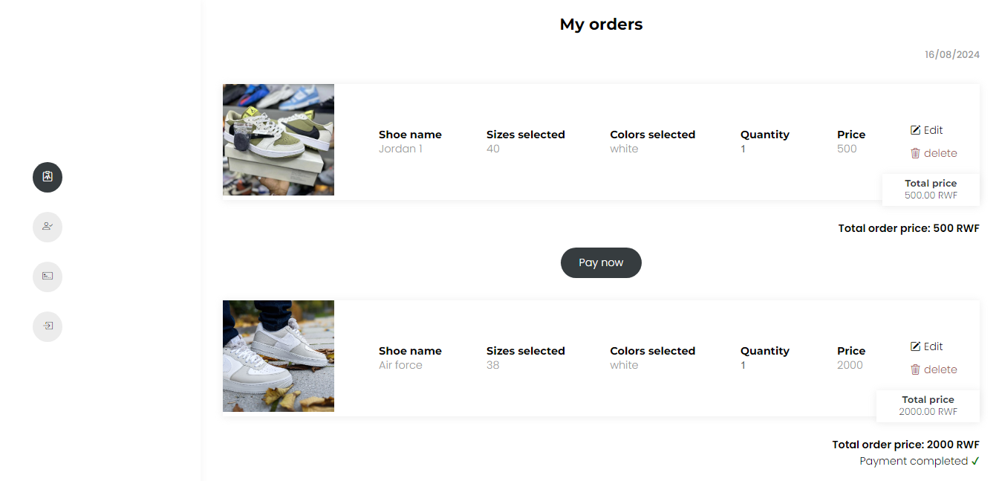 My orders
16/08/2024
Shoe name Sizes selected Colors selected Quantity Price Edit
Jordan 1 40 white 1 500 delete
Total price
500.00 RWF
Total order price: 500 RWF
Pay now
Shoe name Sizes selected Colors selected Quantity Price Edit
Air force 38 white 1 2000 delete
Total price
2000.00 RWF
Total order price: 2000 RWF
Payment completed ✓